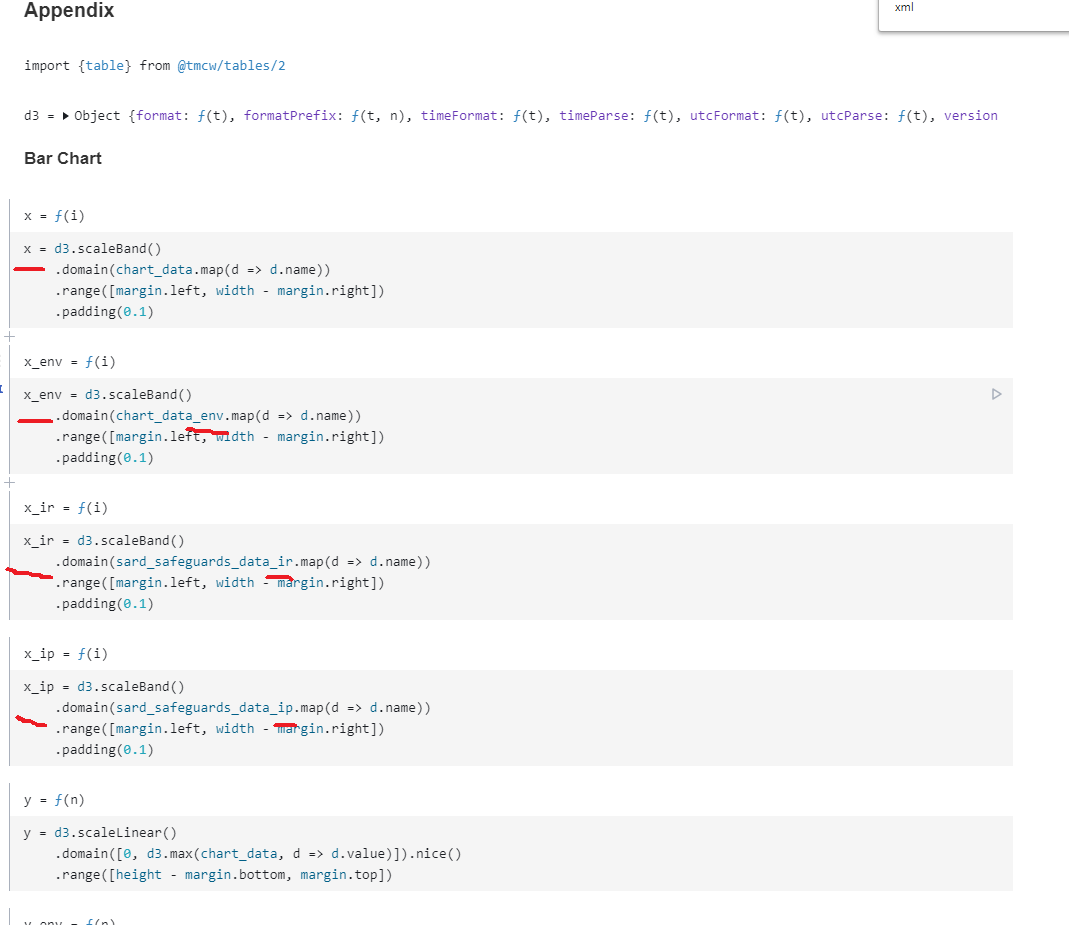 xml
Appendix
import {table} from @tmcw/tables/2
d3 = ▶ Object {format: ƒ(t), formatPrefix: ƒ(t, n), timeFormat: ƒ(t), timeParse: ƒ(t), utcFormat: ƒ(t), utcParse: ƒ(t), version
Bar Chart
x = ƒ(i)
x = d3.scaleBand()
    .domain(chart_data.map(d => d.name))
    .range([margin.left, width - margin.right])
    .padding(0.1)
x_env = ƒ(i)
x_env = d3.scaleBand()
    .domain(chart_data_env.map(d => d.name))
    .range([margin.left, width - margin.right])
    .padding(0.1)
x_ir = ƒ(i)
x_ir = d3.scaleBand()
    .domain(sard_safeguards_data_ir.map(d => d.name))
    .range([margin.left, width - margin.right])
    .padding(0.1)
x_ip = ƒ(i)
x_ip = d3.scaleBand()
    .domain(sard_safeguards_data_ip.map(d => d.name))
    .range([margin.left, width - margin.right])
    .padding(0.1)
y = ƒ(n)
y = d3.scaleLinear()
    .domain([0, d3.max(chart_data, d => d.value)]).nice()
    .range([height - margin.bottom, margin.top])
y_env = ƒ(n)